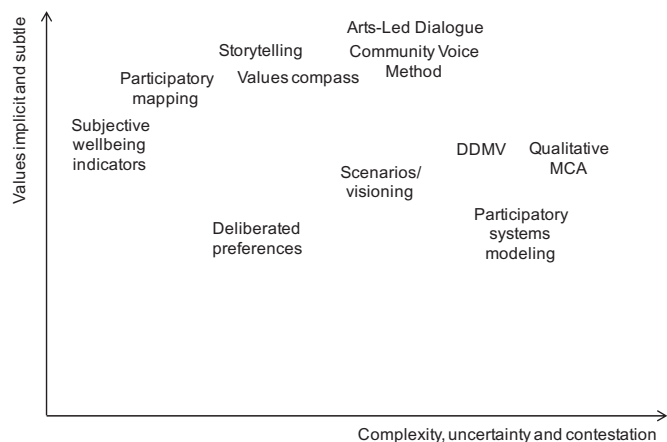 Values implicit and subtle
Arts-Led Dialogue
Storytelling
Community Voice
Method
Values compass
Participatory
mapping
Subjective
wellbeing
indicators
DDMV
Qualitative
MCA
Scenarios/
visioning
Participatory
systems
modeling
Deliberated
preferences
Complexity, uncertainty and contestation